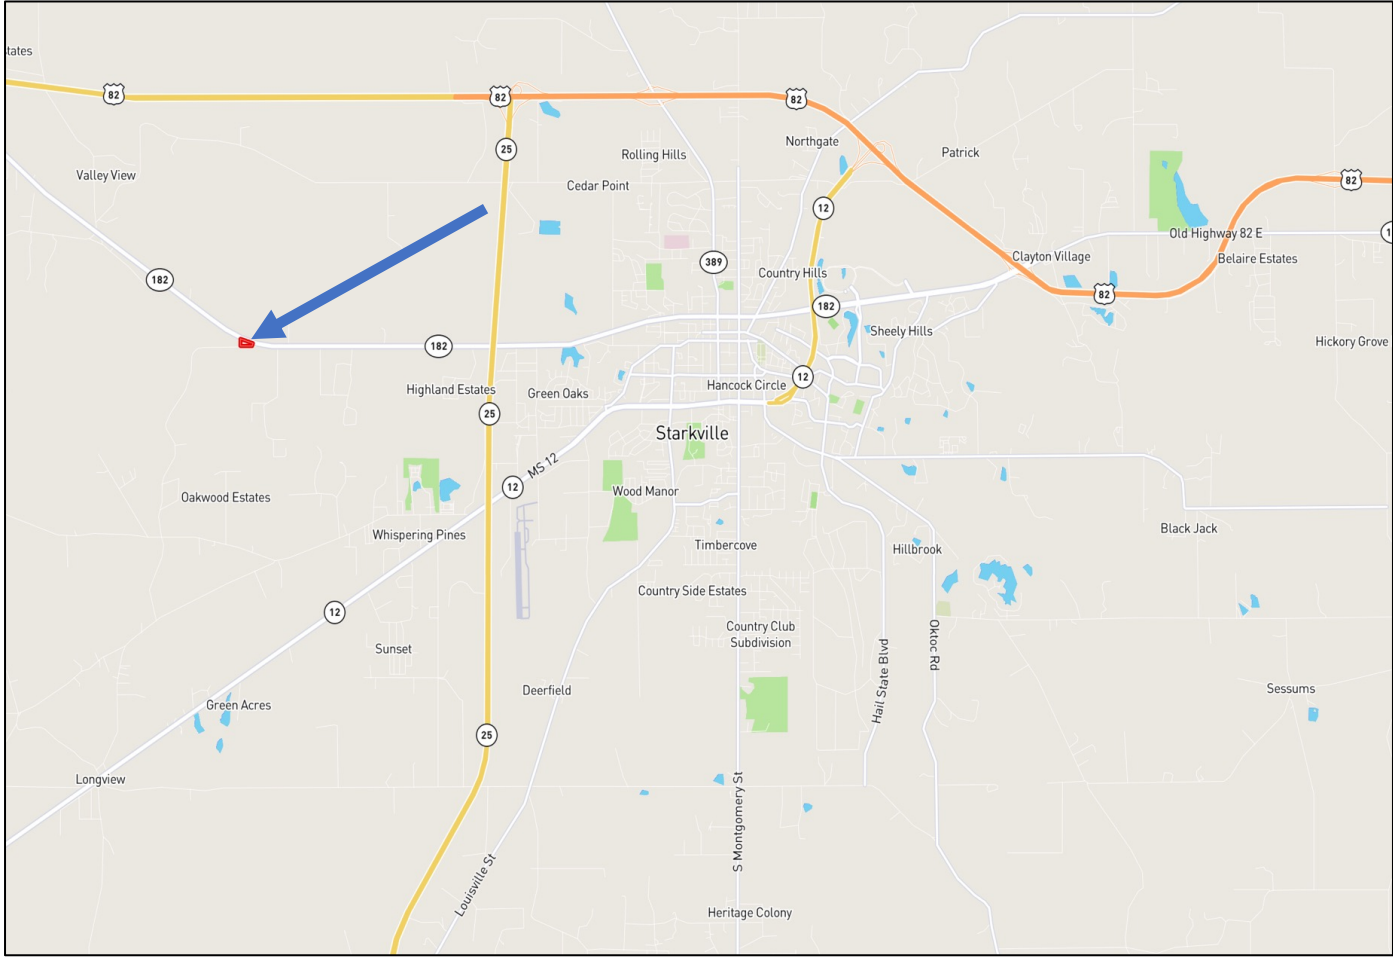 tates
82
82
82
25
Northgate
Rolling Hills
Patrick
Valley View
Cedar Point
82
12
Old Highway 82 E
1
Clayton Village
Belaire Estates
389
Country Hills
182
82
182
Sheely Hills
Hickory Grove
182
12
Hancock Circle
Highland Estates
Green Oaks
25
Starkville
MS 12
12
Wood Manor
Oakwood Estates
Black Jack
Whispering Pines
Timbercove
Hillbrook
Country Side Estates
12
Country Club
Subdivision
Oktoc Rd
Sunset
Hail State Blvd
Deerfield
Sessums
Green Acres
25
Longview
S Montgomery St
Louisville St
Heritage Colony